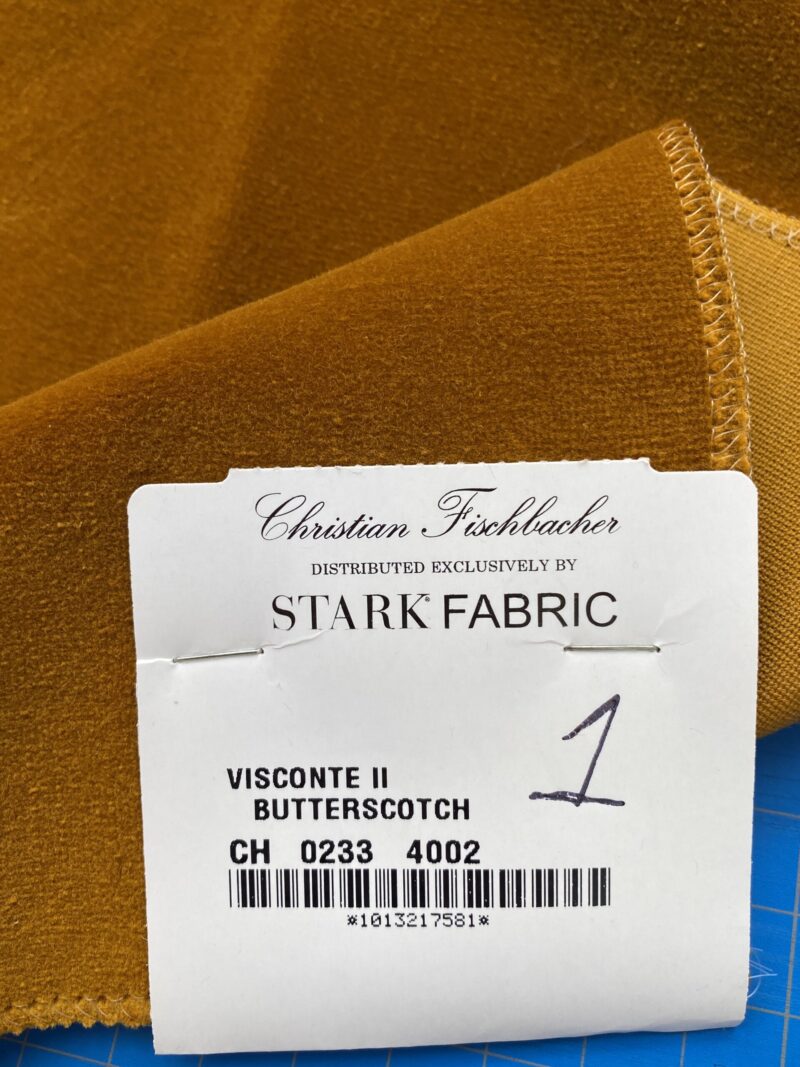 Christian Fischbacher
DISTRIBUTED EXCLUSIVELY BY
STARK® FABRIC
1
VISCONTE II
BUTTERSCOTCH
CH 0233 4002
*1013217581*